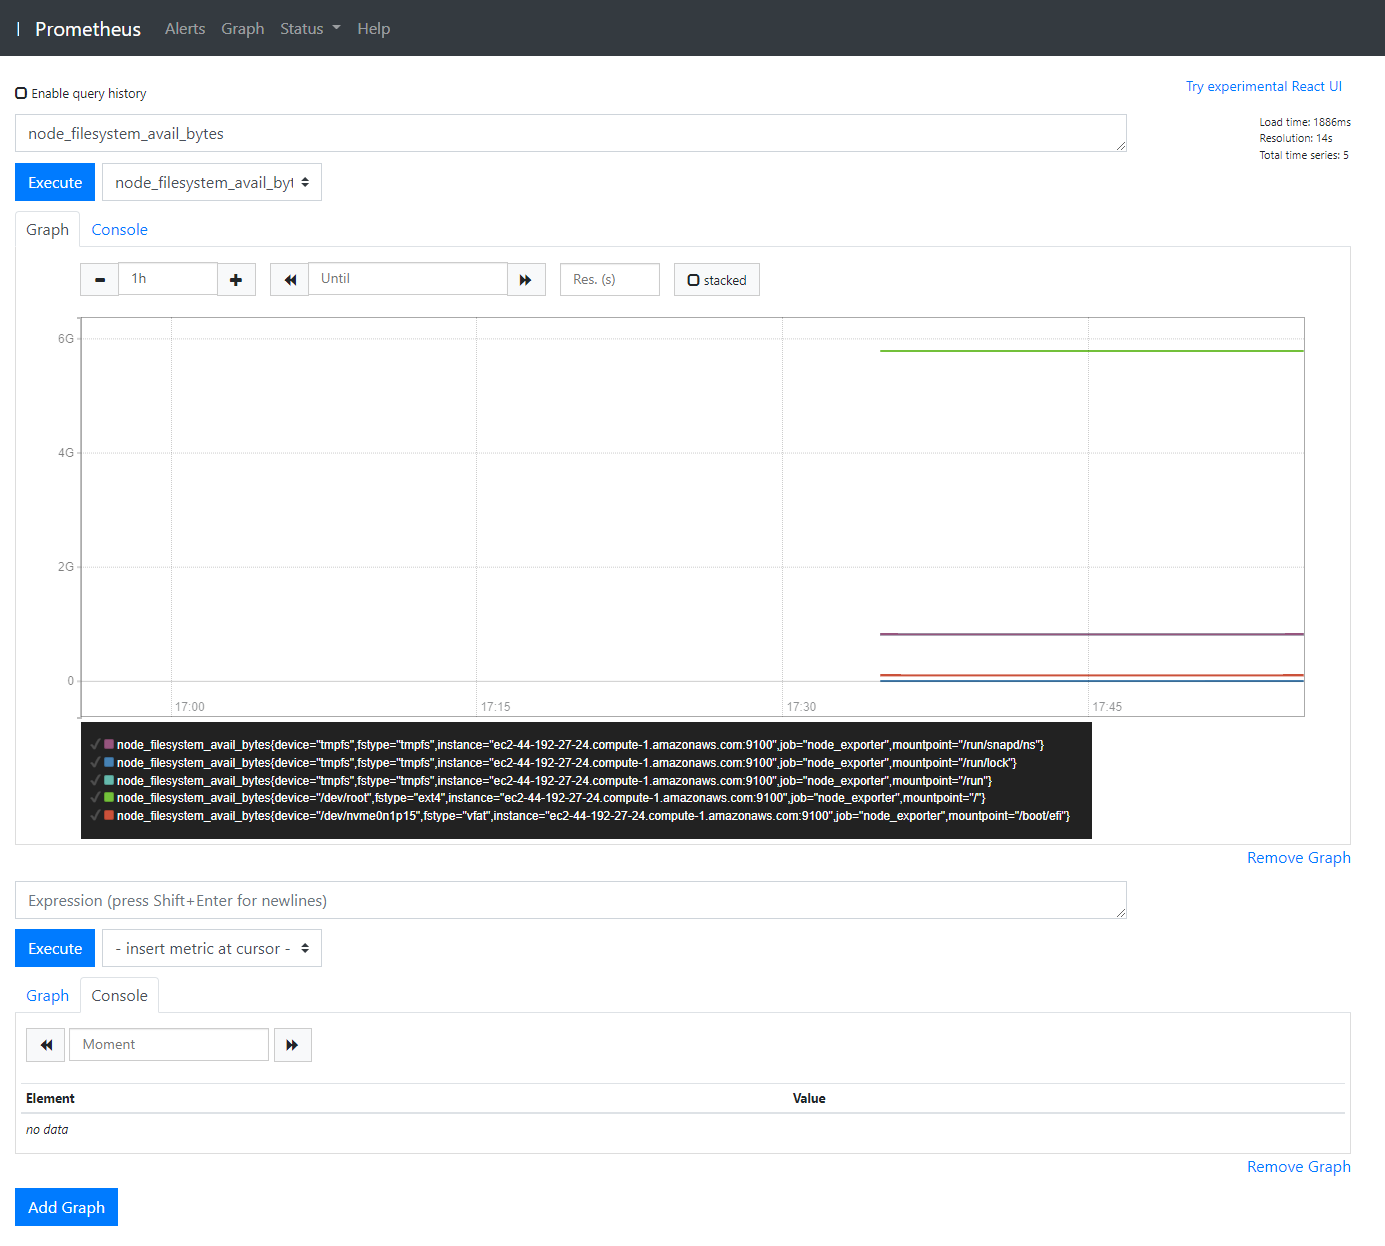 Prometheus Alerts Graph Status Help
Try experimental React UI
Enable query history
node_filesystem_avail_bytes
Load time: 1886ms
Resolution: 14s
Total time series: 5
Execute node_filesystem_avail_byt
Graph Console
1h Until Res. (s) stacked
6G
4G
2G
0
17:00 17:15 17:30 17:45
node_filesystem_avail_bytes{device="tmpfs",fstype="tmpfs",instance="ec2-44-192-27-24.compute-1.amazonaws.com:9100",job="node_exporter",mountpoint="/run/snapd/ns"}
node_filesystem_avail_bytes{device="tmpfs",fstype="tmpfs",instance="ec2-44-192-27-24.compute-1.amazonaws.com:9100",job="node_exporter",mountpoint="/run/lock"}
node_filesystem_avail_bytes{device="tmpfs",fstype="tmpfs",instance="ec2-44-192-27-24.compute-1.amazonaws.com:9100",job="node_exporter",mountpoint="/run"}
node_filesystem_avail_bytes{device="/dev/root",fstype="ext4",instance="ec2-44-192-27-24.compute-1.amazonaws.com:9100",job="node_exporter",mountpoint="/"}
node_filesystem_avail_bytes{device="/dev/nvme0n1p15",fstype="vfat",instance="ec2-44-192-27-24.compute-1.amazonaws.com:9100",job="node_exporter",mountpoint="/boot/efi"}
Remove Graph
Expression (press Shift+Enter for newlines)
Execute - insert metric at cursor -
Graph Console
Moment
Element Value
no data
Remove Graph
Add Graph